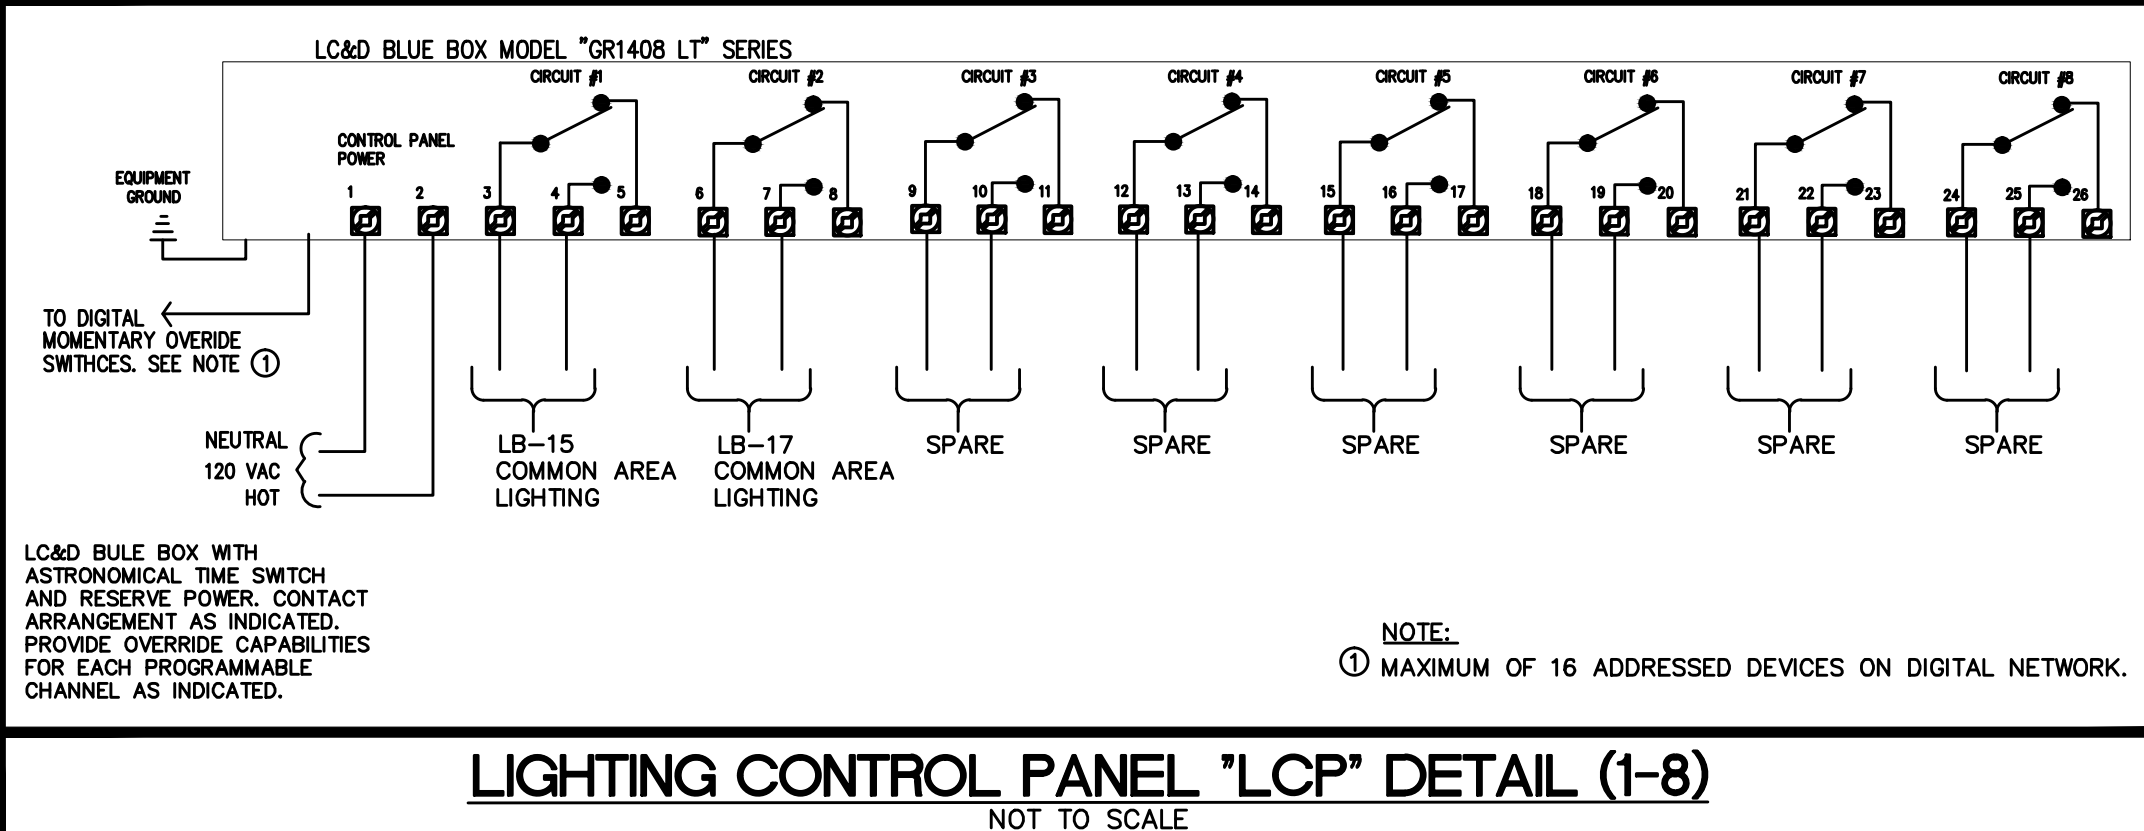 LC&D BLUE BOX MODEL "GR1408 LT" SERIES
CIRCUIT #1
CIRCUIT #2
CIRCUIT #3
CIRCUIT #4
CIRCUIT #5
CIRCUIT #6
CIRCUIT #7
CIRCUIT #8
CONTROL PANEL
POWER
EQUIPMENT
GROUND
1 2 3 4 5 6 7 8 9 10 11 12 13 14 15 16 17 18 19 20 21 22 23 24 25 26
TO DIGITAL
MOMENTARY OVERIDE
SWITHCES. SEE NOTE 1
NEUTRAL
120 VAC
HOT
LB-15
COMMON AREA
LIGHTING
LB-17
COMMON AREA
LIGHTING
SPARE
SPARE
SPARE
SPARE
SPARE
SPARE
LC&D BULE BOX WITH
ASTRONOMICAL TIME SWITCH
AND RESERVE POWER. CONTACT
ARRANGEMENT AS INDICATED.
PROVIDE OVERRIDE CAPABILITIES
FOR EACH PROGRAMMABLE
CHANNEL AS INDICATED.
NOTE:
1 MAXIMUM OF 16 ADDRESSED DEVICES ON DIGITAL NETWORK.
LIGHTING CONTROL PANEL "LCP" DETAIL (1-8)
NOT TO SCALE